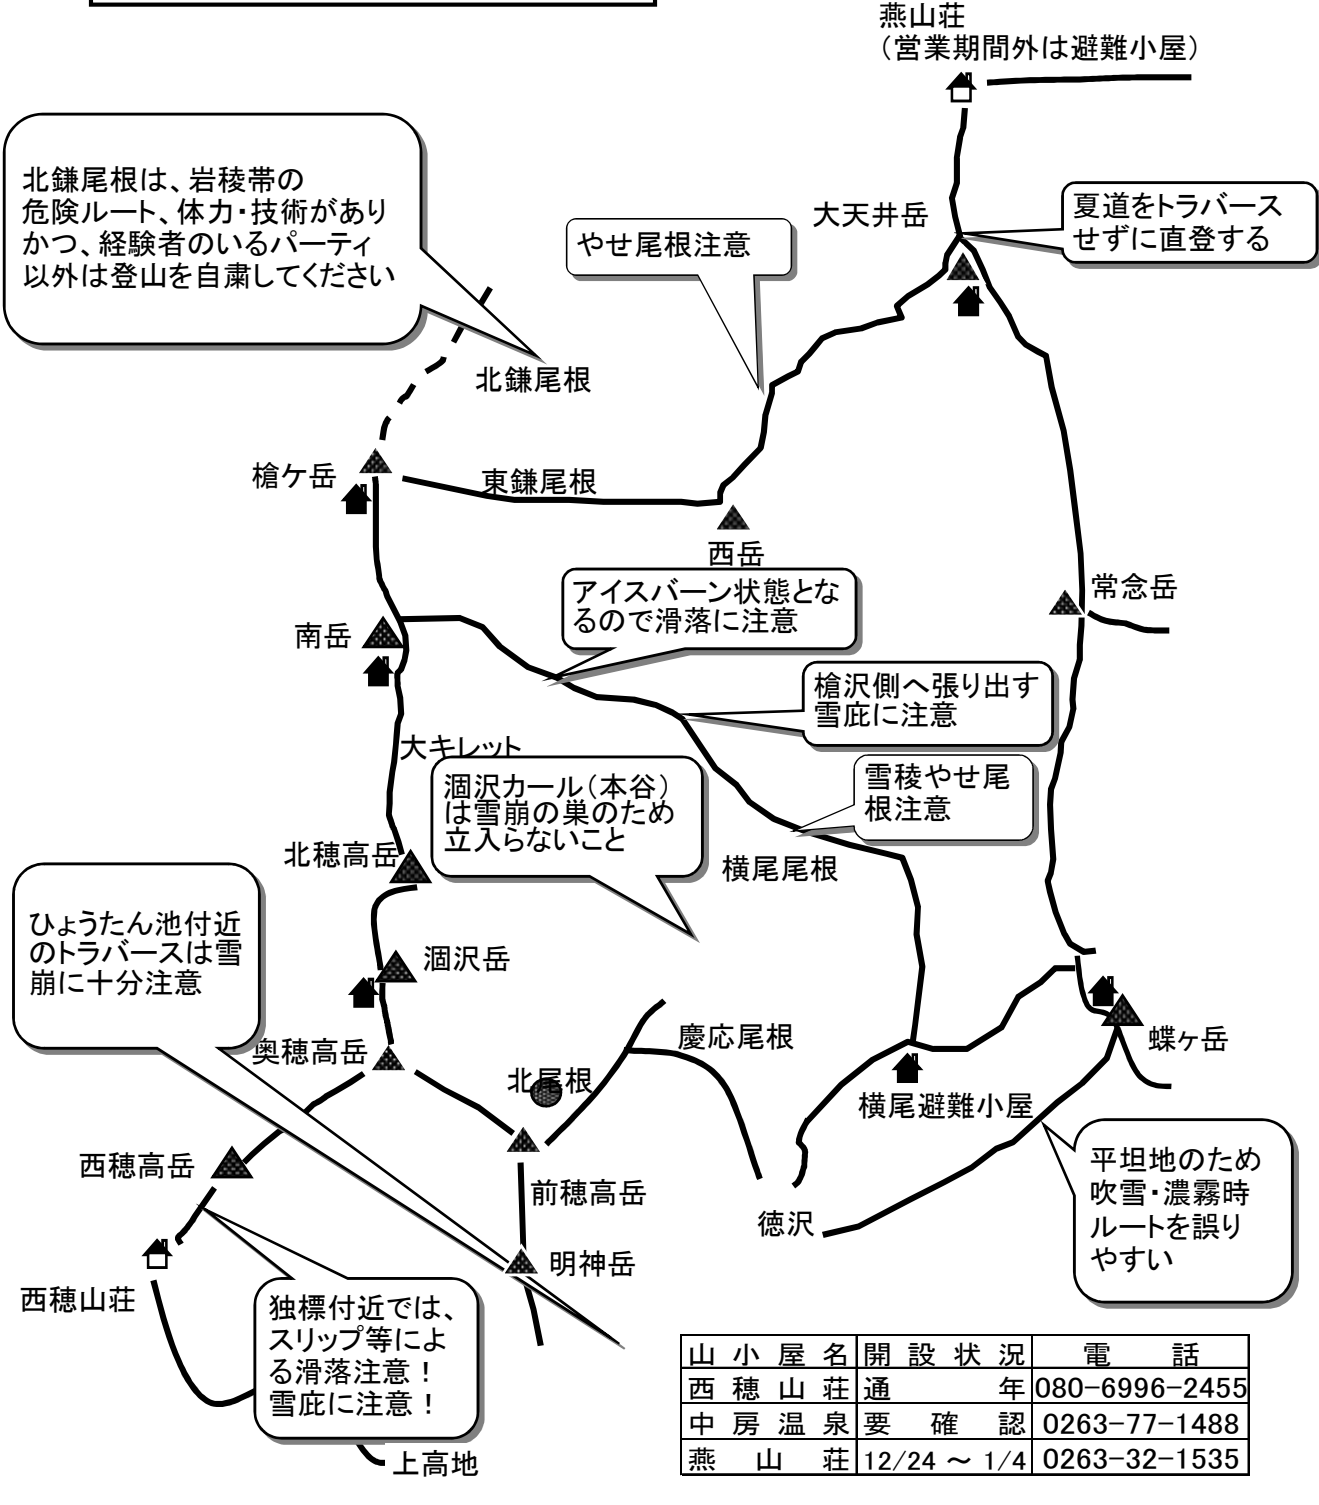 燕山荘
（営業期間外は避難小屋）
北鎌尾根は、岩稜帯の
危険ルート、体力・技術があり
かつ、経験者のいるパーティ
以外は登山を自粛してください
大天井岳
夏道をトラバース
せずに直登する
やせ尾根注意
北鎌尾根
槍ケ岳
東鎌尾根
西岳
アイスバーン状態とな
るので滑落に注意
常念岳
南岳
槍沢側へ張り出す
雪庇に注意
大キレット
涸沢カール（本谷）
は雪崩の巣のため
立入らないこと
雪稜やせ尾
根注意
北穂高岳
横尾尾根
ひょうたん池付近
のトラバースは雪
崩に十分注意
涸沢岳
奥穂高岳
慶応尾根
蝶ヶ岳
北尾根
横尾避難小屋
西穂高岳
前穂高岳
徳沢
平坦地のため
吹雪・濃霧時
ルートを誤り
やすい
明神岳
西穂山荘
独標付近では、
スリップ等によ
る滑落注意！
雪庇に注意！
上高地
山小屋名 開設状況 電話
西穂山荘 通年 080-6996-2455
中房温泉 要確認 0263-77-1488
燕山荘 12/24 ～ 1/4 0263-32-1535